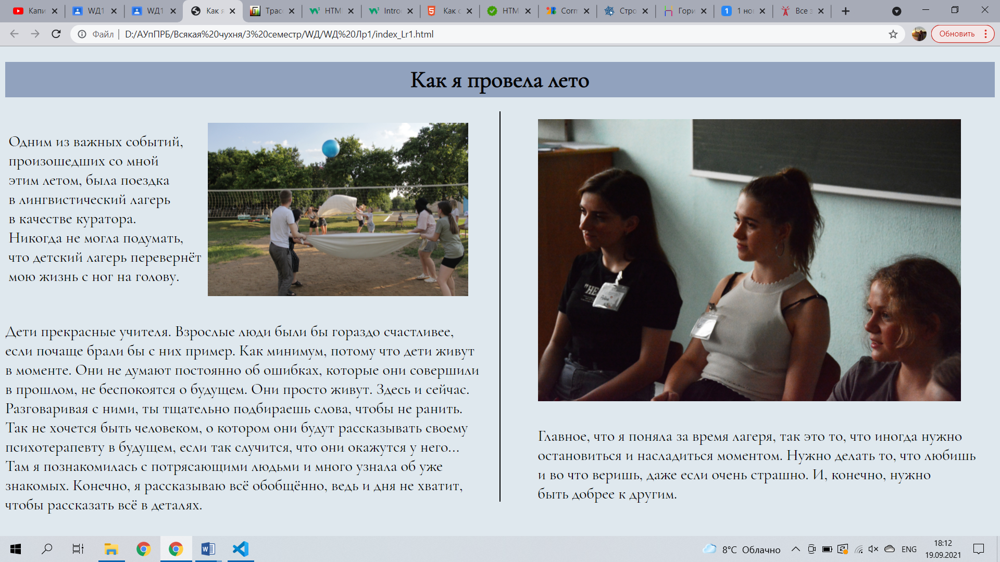 Капи
WД1
WД1
Как я
Трас
HTM
Intro
Как с
HTM
Corm
Стро
Гори
1 но
Все з
Файл | D:/АУпПРБ/Всякая%20чухня/3%20семестр/WД/WД%20Лр1/index_Lr1.html
Обновить
Как я провела лето
Одним из важных событий,
произошедших со мной
этим летом, была поездка
в лингвистический лагерь
в качестве куратора.
Никогда не могла подумать,
что детский лагерь перевернёт
мою жизнь с ног на голову.
Дети прекрасные учителя. Взрослые люди были бы гораздо счастливее,
если почаще брали бы с них пример. Как минимум, потому что дети живут
в моменте. Они не думают постоянно об ошибках, которые они совершили
в прошлом, не беспокоятся о будущем. Они просто живут. Здесь и сейчас.
Разговаривая с ними, ты тщательно подбираешь слова, чтобы не ранить.
Так не хочется быть человеком, о котором они будут рассказывать своему
психотерапевту в будущем, если так случится, что они окажутся у него...
Там я познакомилась с потрясающими людьми и много узнала об уже
знакомых. Конечно, я рассказываю всё обобщённо, ведь и дня не хватит,
чтобы рассказать всё в деталях.
"HE
Главное, что я поняла за время лагеря, так это то, что иногда нужно
остановиться и насладиться моментом. Нужно делать то, что любишь
и во что веришь, даже если очень страшно. И, конечно, нужно
быть добрее к другим.
8°C Облачно
ENG
18:12
19.09.2021